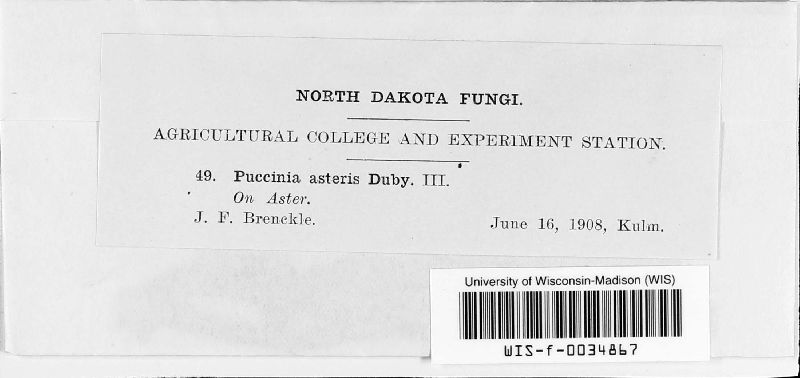 NORTH DAKOTA FUNGI.
AGRICULTURAL COLLEGE AND EXPERIMENT STATION.
49. Puccinia asteris Duby. III.
On Aster.
J. F. Brenckle. June 16, 1908, Kulm.
University of Wisconsin-Madison (WIS)
WIS-f-0034867